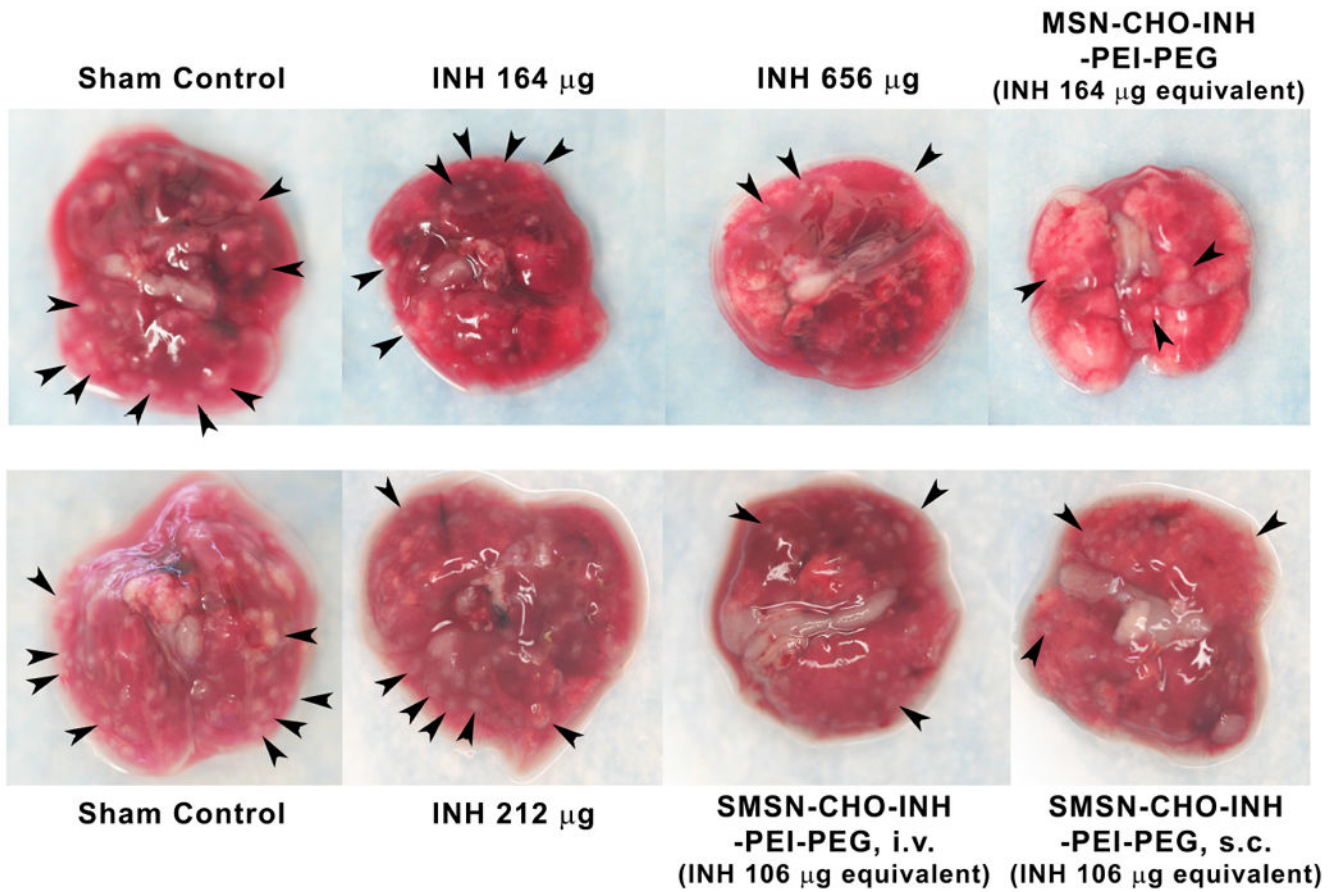 Sham Control
INH 164 μg
INH 656 μg
MSN-CHO-INH
-PEI-PEG
(INH 164 μg equivalent)
Sham Control
INH 212 μg
SMSN-CHO-INH
-PEI-PEG, i.v.
(INH 106 μg equivalent)
SMSN-CHO-INH
-PEI-PEG, s.c.
(INH 106 μg equivalent)